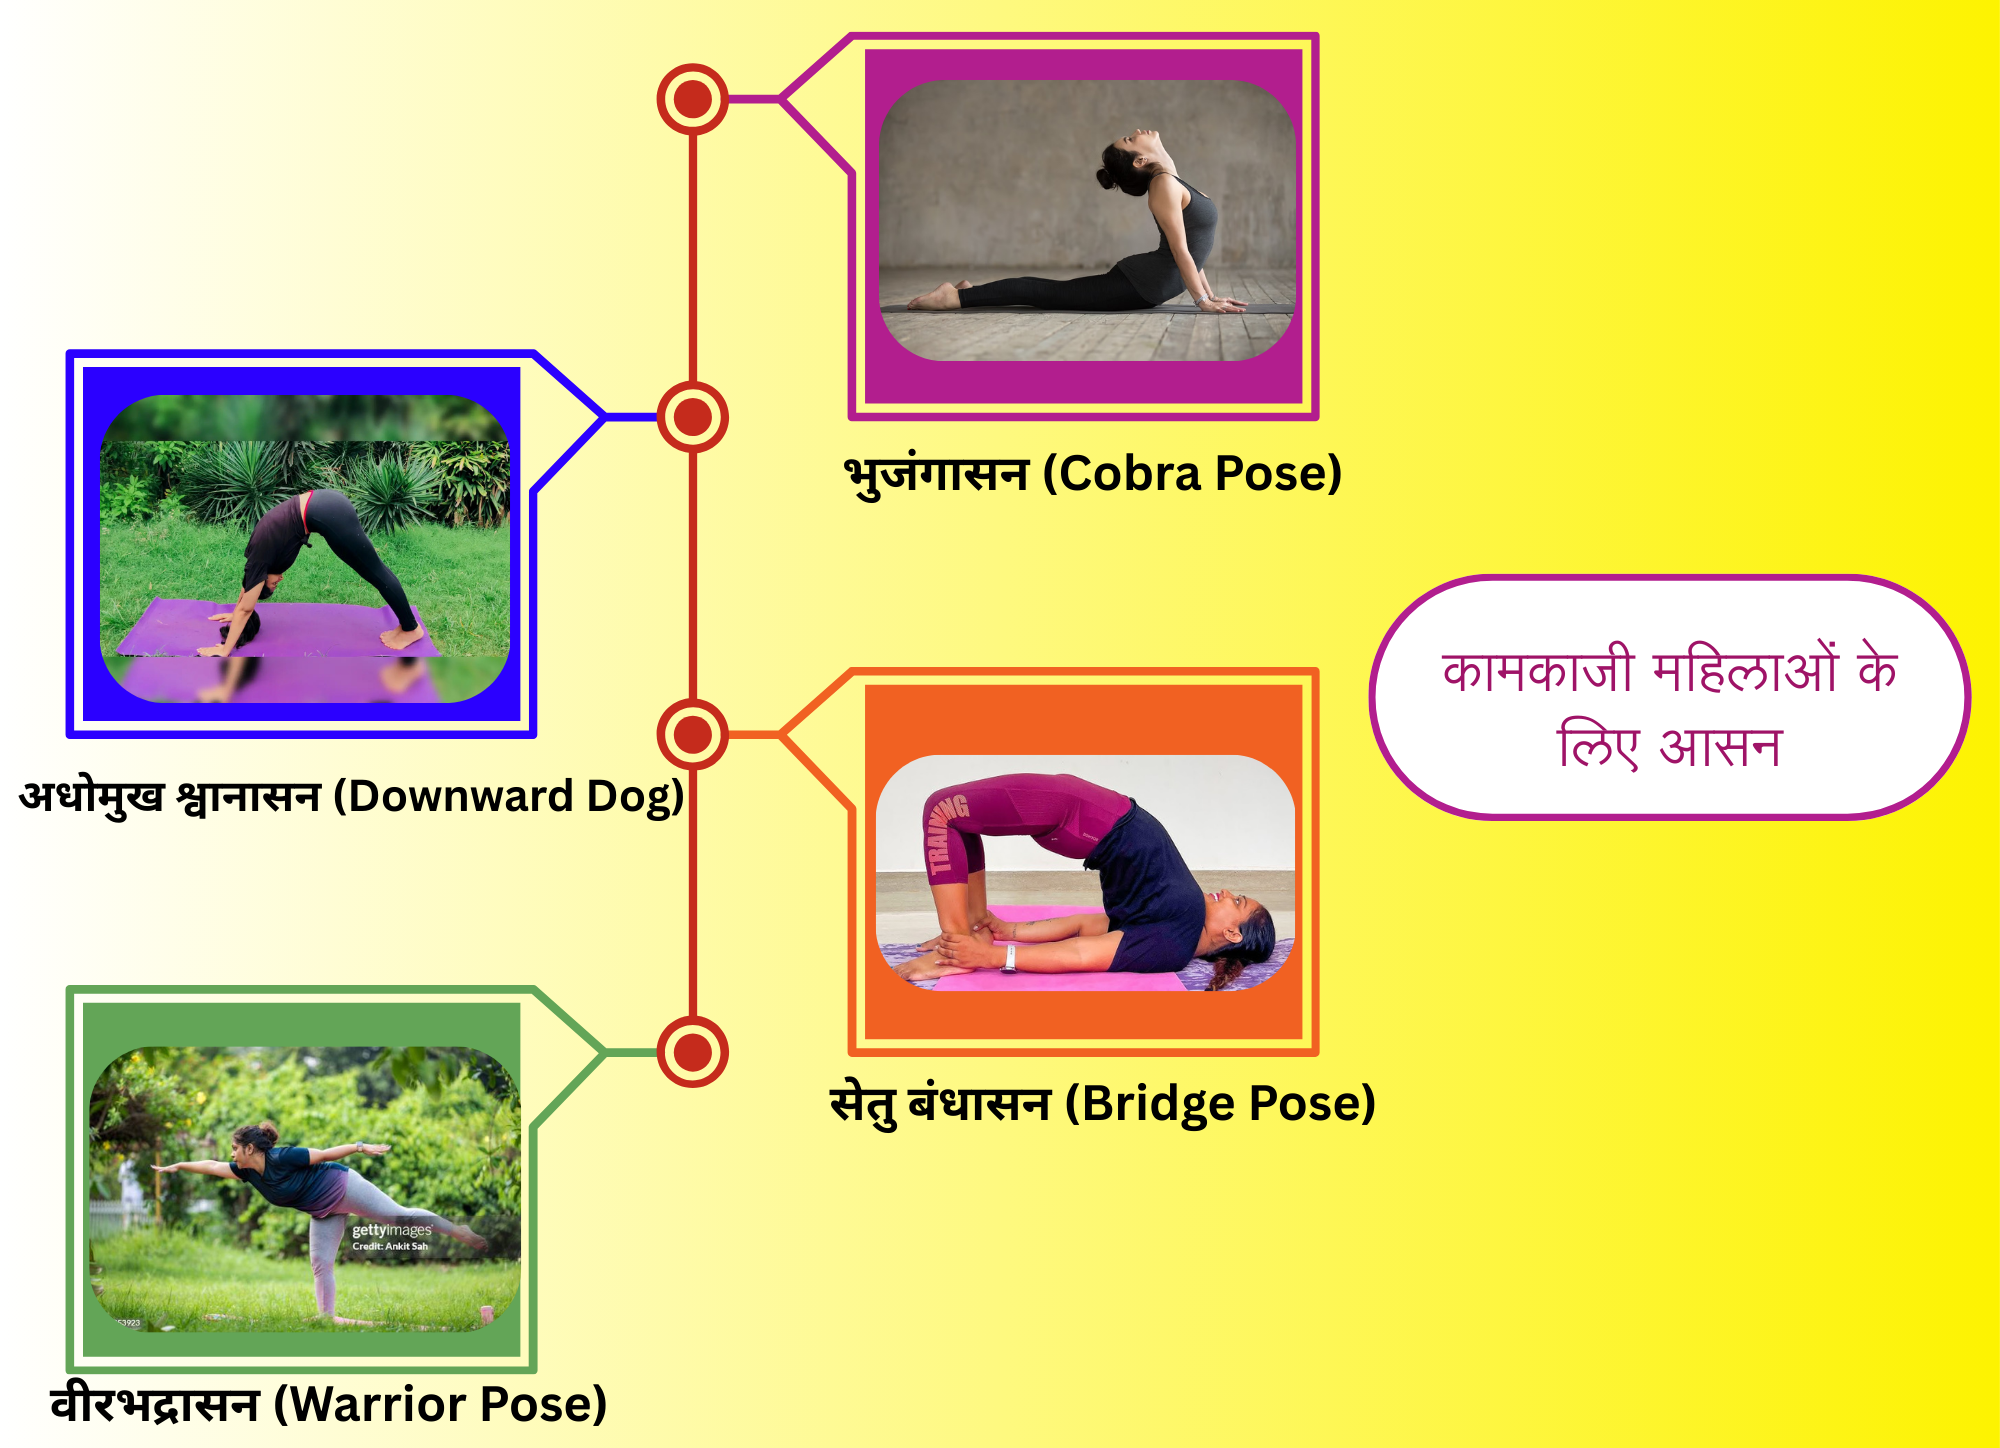 भुजंगासन (Cobra Pose)
अधोमुख श्वानासन (Downward Dog)
कामकाजी महिलाओं के
लिए आसन
TRAINING
सेतु बंधासन (Bridge Pose)
gettyimages
Credit: Ankit Sah
53923
वीरभद्रासन (Warrior Pose)